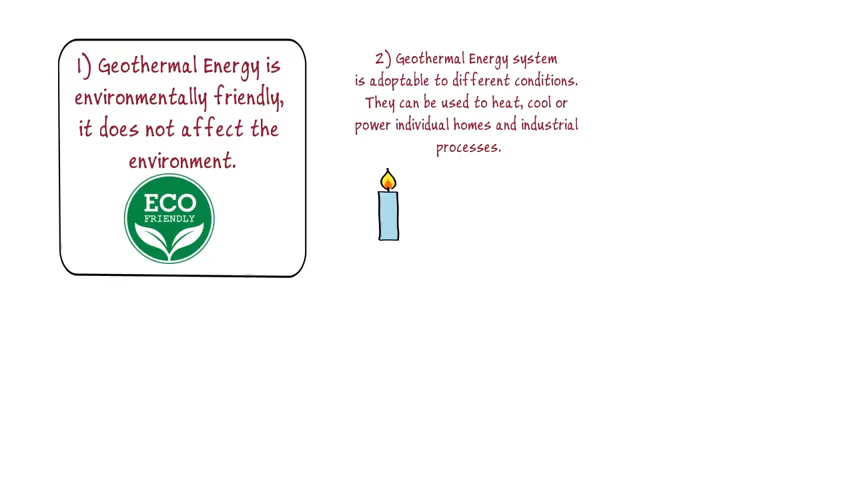 1) Geothermal Energy is
environmentally friendly,
it does not affect the
environment.
ECO
FRIENDLY
2) Geothermal Energy system
is adoptable to different conditions.
They can be used to heat, cool or
power individual homes and industrial
processes.